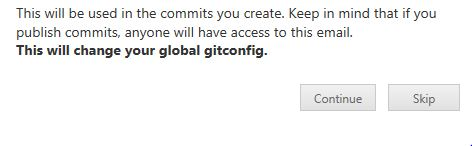 This will be used in the commits you create. Keep in mind that if you
publish commits, anyone will have access to this email.
This will change your global gitconfig.
Continue Skip